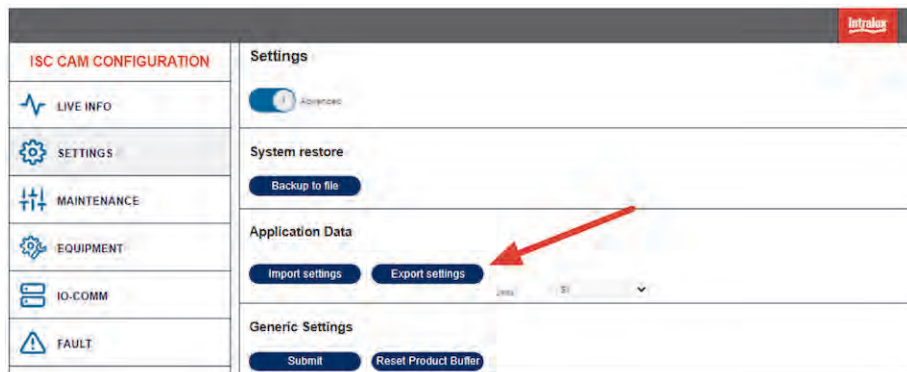 Intralox
ISC CAM CONFIGURATION
LIVE INFO
SETTINGS
MAINTENANCE
EQUIPMENT
IO-COMM
FAULT
Settings
Advanced
System restore
Backup to file
Application Data
Import settings
Export settings
Units
SI
Generic Settings
Submit
Reset Product Buffer